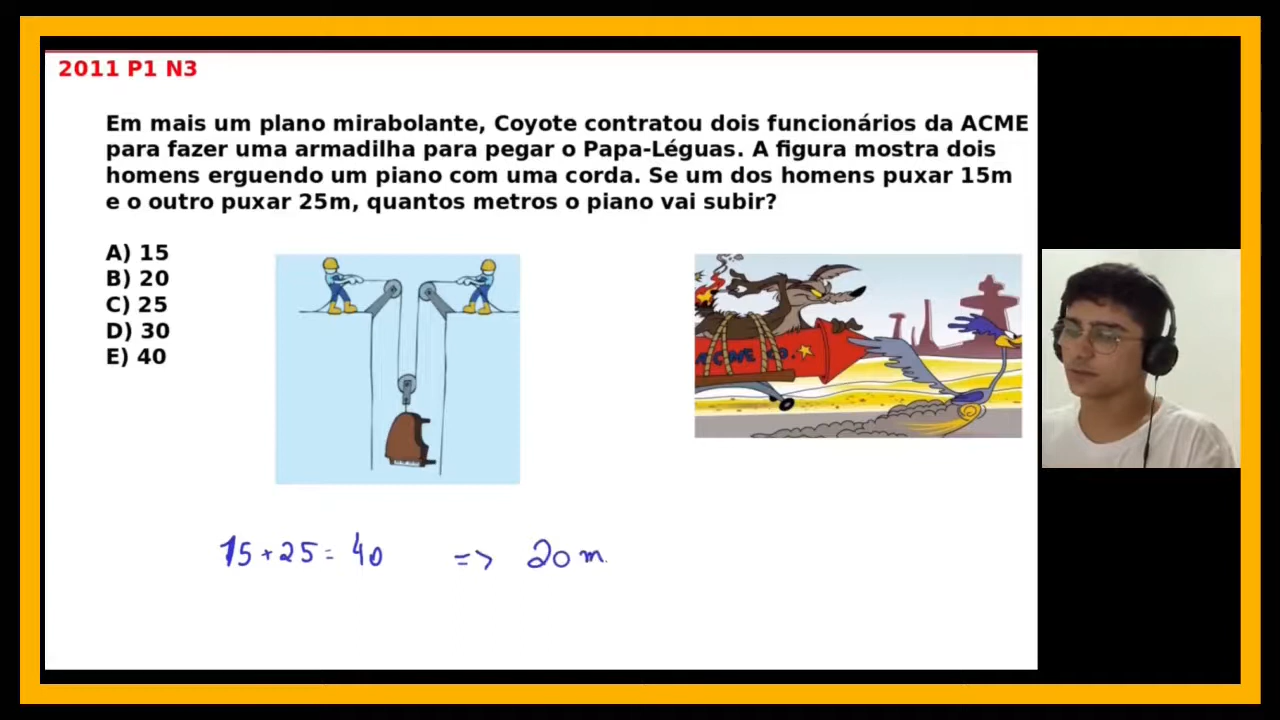 2011 P1 N3
Em mais um plano mirabolante, Coyote contratou dois funcionários da ACME
para fazer uma armadilha para pegar o Papa-Léguas. A figura mostra dois
homens erguendo um piano com uma corda. Se um dos homens puxar 15m
e o outro puxar 25m, quantos metros o piano vai subir?
A) 15
B) 20
C) 25
D) 30
E) 40
ACME CO.
15+25= 40 => 20 m.